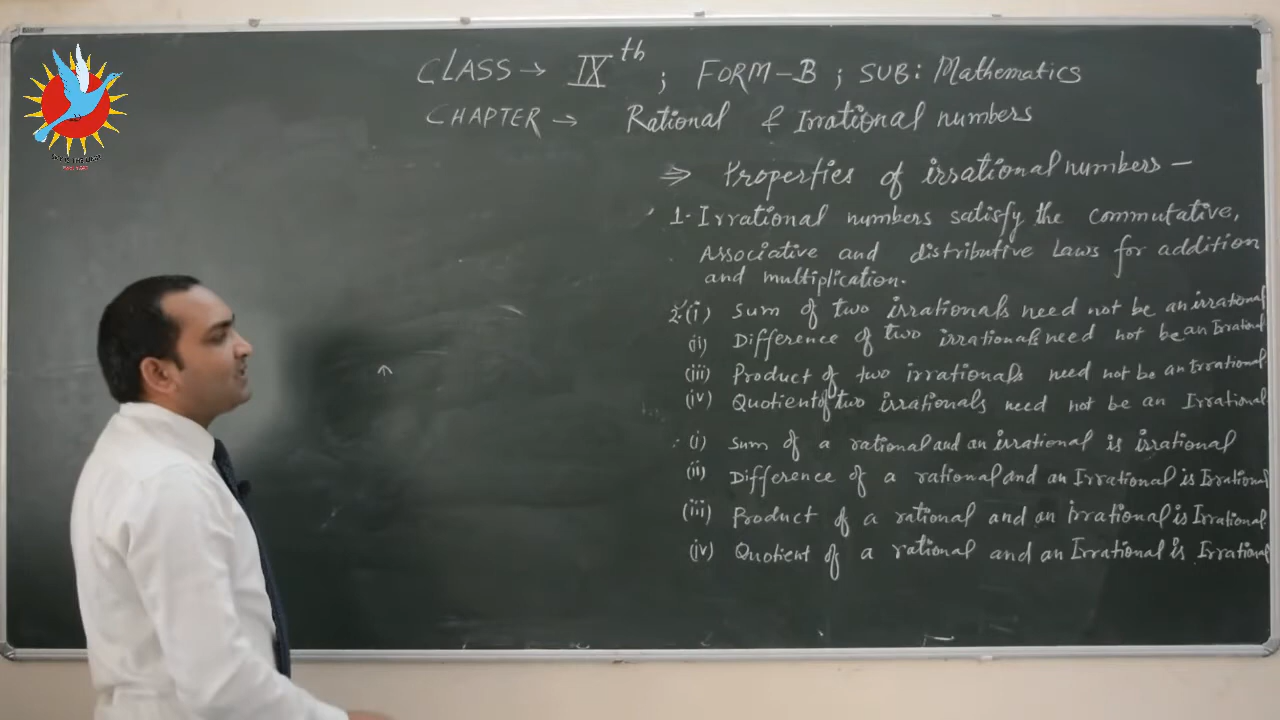 CLASS → IXth ; FORM-B ; SUB: Mathematics
CHAPTER → Rational & Irrational numbers
⇒ Properties of irrational numbers -
1. Irrational numbers satisfy the commutative,
Associative and distributive Laws for addition
and multiplication.
2. (i) Sum of two irrationals need not be an irrational
(ii) Difference of two irrationals need not be an Irrational
(iii) Product of two irrationals need not be an Irrational
(iv) Quotient of two irrationals need not be an Irrational
(i) Sum of a rational and an irrational is irrational
(ii) Difference of a rational and an Irrational is Irrational
(iii) Product of a rational and an irrational is Irrational.
(iv) Quotient of a rational and an Irrational is Irrational